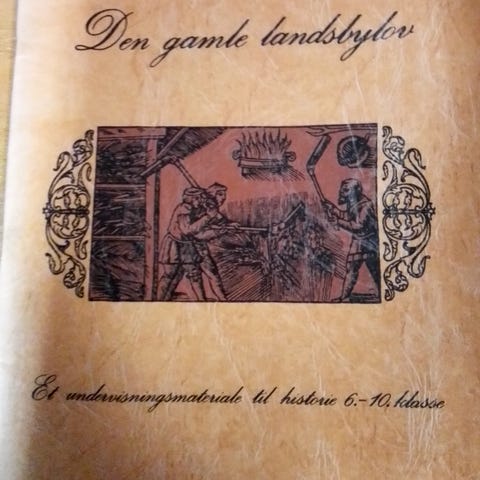 Den gamle landsbylov
Et undervisningsmateriale til historie 6.-10. klasse